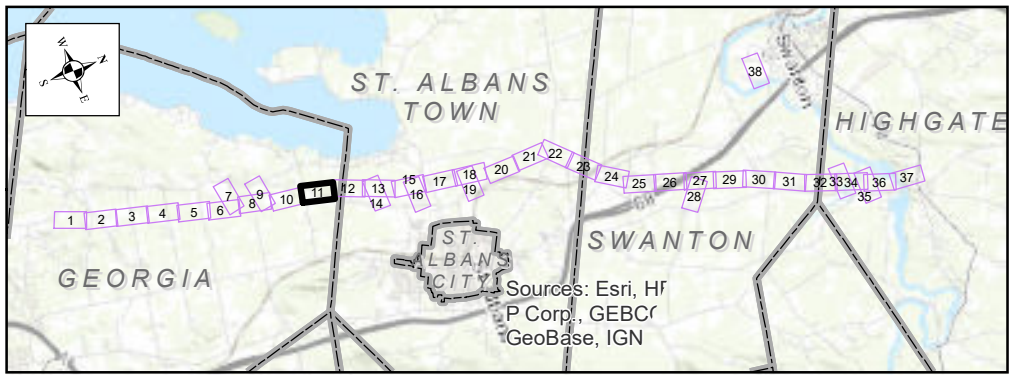 W
N
S
E
ST. ALBANS
TOWN
38
Swanton
HIGHGATE
21
22
23
20
24
18
17
15
19
16
13
14
12
11
10
9
7
8
6
5
4
3
2
1
25
26
27
28
29
30
31
32
33
34
35
36
37
GEORGIA
ST.
ALBANS
CITY
SWANTON
Sources: Esri, HE
P Corp., GEBCO
GeoBase, IGN